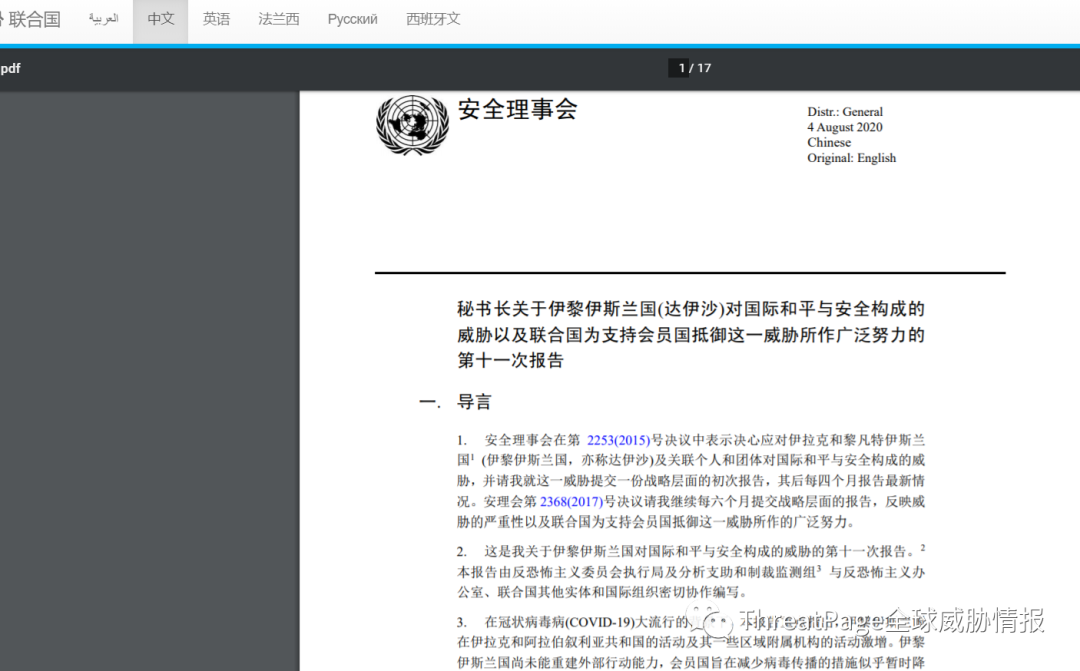 联合国 العربية 中文 英语 法兰西 Русский 西班牙文
pdf
1 / 17
安全理事会
Distr.: General
4 August 2020
Chinese
Original: English
秘书长关于伊黎伊斯兰国(达伊沙)对国际和平与安全构成的
威胁以及联合国为支持会员国抵御这一威胁所作广泛努力的
第十一次报告
一. 导言
1. 安全理事会在第 2253(2015)号决议中表示决心应对伊拉克和黎凡特伊斯兰
国1 (伊黎伊斯兰国，亦称达伊沙)及关联个人和团体对国际和平与安全构成的威
胁，并请我就这一威胁提交一份战略层面的初次报告，其后每四个月报告最新情
况。安理会第 2368(2017)号决议请我继续每六个月提交战略层面的报告，反映威
胁的严重性以及联合国为支持会员国抵御这一威胁所作的广泛努力。
2. 这是我关于伊黎伊斯兰国对国际和平与安全构成的威胁的第十一次报告。2
本报告由反恐怖主义委员会执行局及分析支助和制裁监测组3 与反恐怖主义办
公室、联合国其他实体和国际组织密切协作编写。
3. 在冠状病毒病(COVID-19)大流行的
ThreatPage全球威胁情报
在伊拉克和阿拉伯叙利亚共和国的活动及其一些区域附属机构的活动激增。伊黎
伊斯兰国尚未能重建外部行动能力，会员国旨在减少病毒传播的措施似乎暂时降